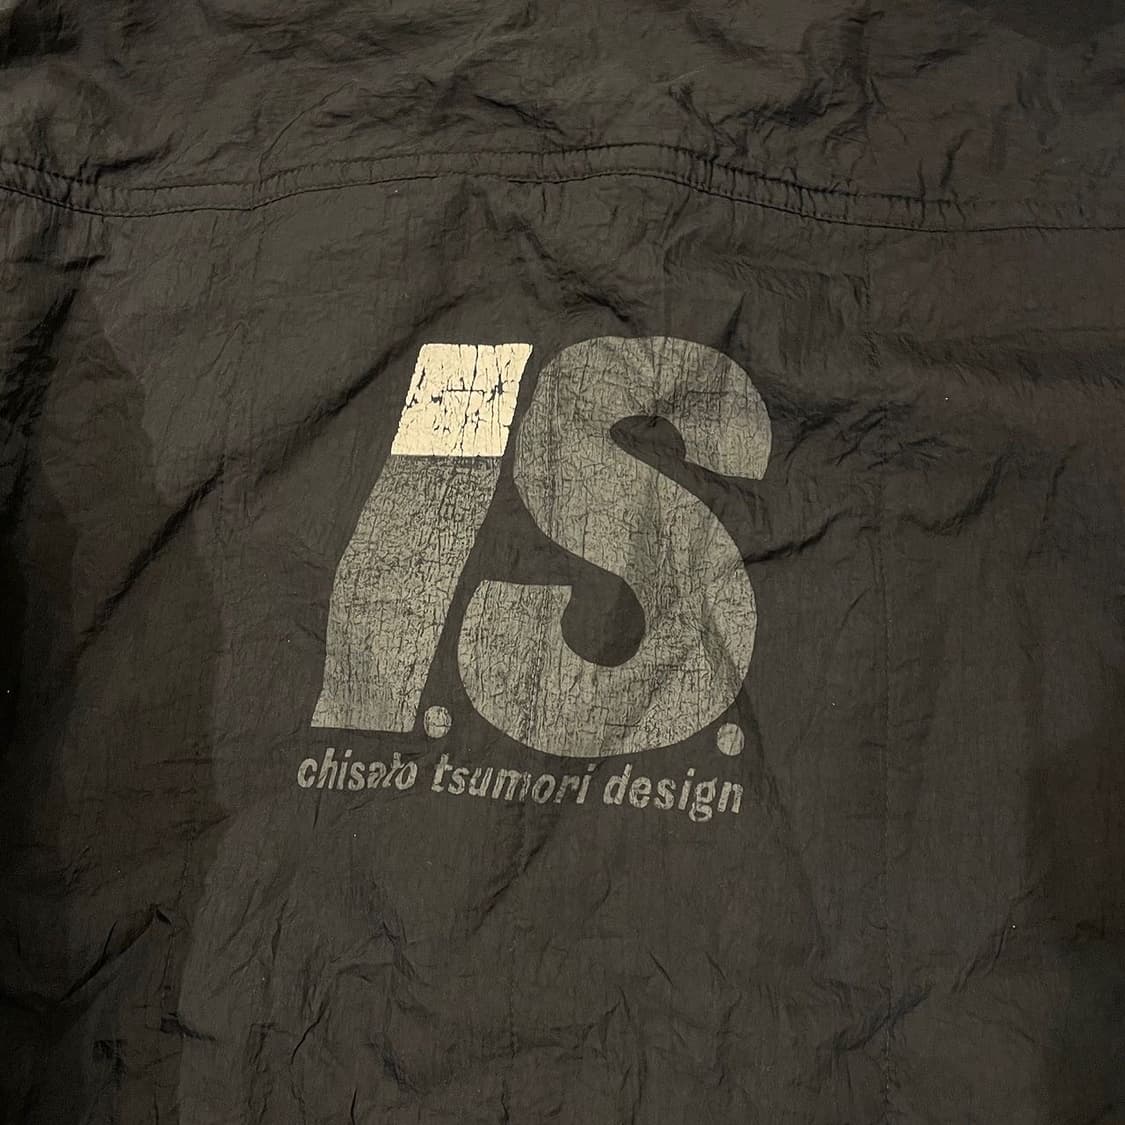 I.S.
chisato tsumori design